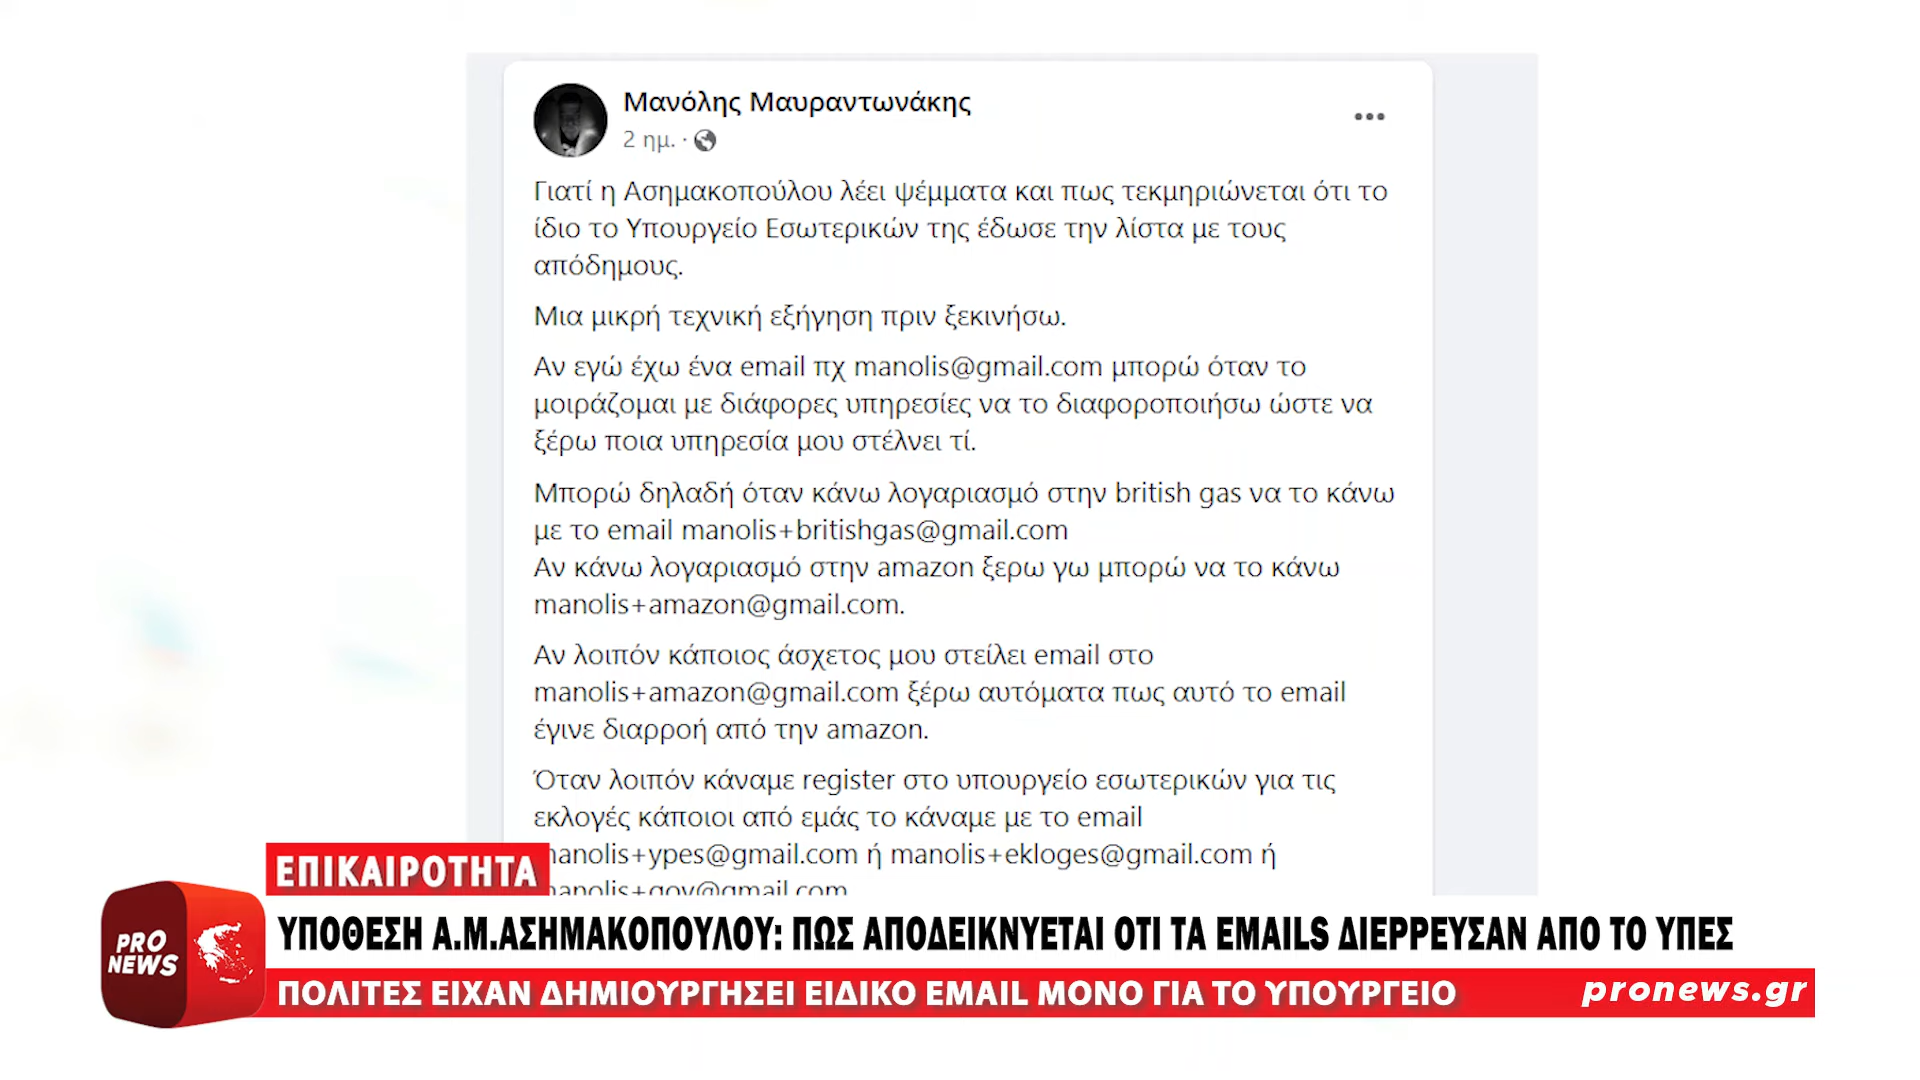 Μανόλης Μαυραντωνάκης
2 ημ. ·
Γιατί η Ασημακοπούλου λέει ψέμματα και πως τεκμηριώνεται ότι το
ίδιο το Υπουργείο Εσωτερικών της έδωσε την λίστα με τους
απόδημους.
Μια μικρή τεχνική εξήγηση πριν ξεκινήσω.
Αν εγώ έχω ένα email πχ manolis@gmail.com μπορώ όταν το
μοιράζομαι με διάφορες υπηρεσίες να το διαφοροποιήσω ώστε να
ξέρω ποια υπηρεσία μου στέλνει τί.
Μπορώ δηλαδή όταν κάνω λογαριασμό στην british gas να το κάνω
με το email manolis+britishgas@gmail.com
Αν κάνω λογαριασμό στην amazon ξερω γω μπορώ να το κάνω
manolis+amazon@gmail.com.
Αν λοιπόν κάποιος άσχετος μου στείλει email στο
manolis+amazon@gmail.com ξέρω αυτόματα πως αυτό το email
έγινε διαρροή από την amazon.
Όταν λοιπόν κάναμε register στο υπουργείο εσωτερικών για τις
εκλογές κάποιοι από εμάς το κάναμε με το email
manolis+ypes@gmail.com ή manolis+ekloges@gmail.com ή
manolis+gov@gmail.com
ΕΠΙΚΑΙΡΟΤΗΤΑ
PRO
NEWS
ΥΠΟΘΕΣΗ Α.Μ.ΑΣΗΜΑΚΟΠΟΥΛΟΥ: ΠΩΣ ΑΠΟΔΕΙΚΝΥΕΤΑΙ ΟΤΙ ΤΑ EMAILS ΔΙΕΡΡΕΥΣΑΝ ΑΠΟ ΤΟ ΥΠΕΣ
ΠΟΛΙΤΕΣ ΕΙΧΑΝ ΔΗΜΙΟΥΡΓΗΣΕΙ ΕΙΔΙΚΟ EMAIL ΜΟΝΟ ΓΙΑ ΤΟ ΥΠΟΥΡΓΕΙΟ
pronews.gr